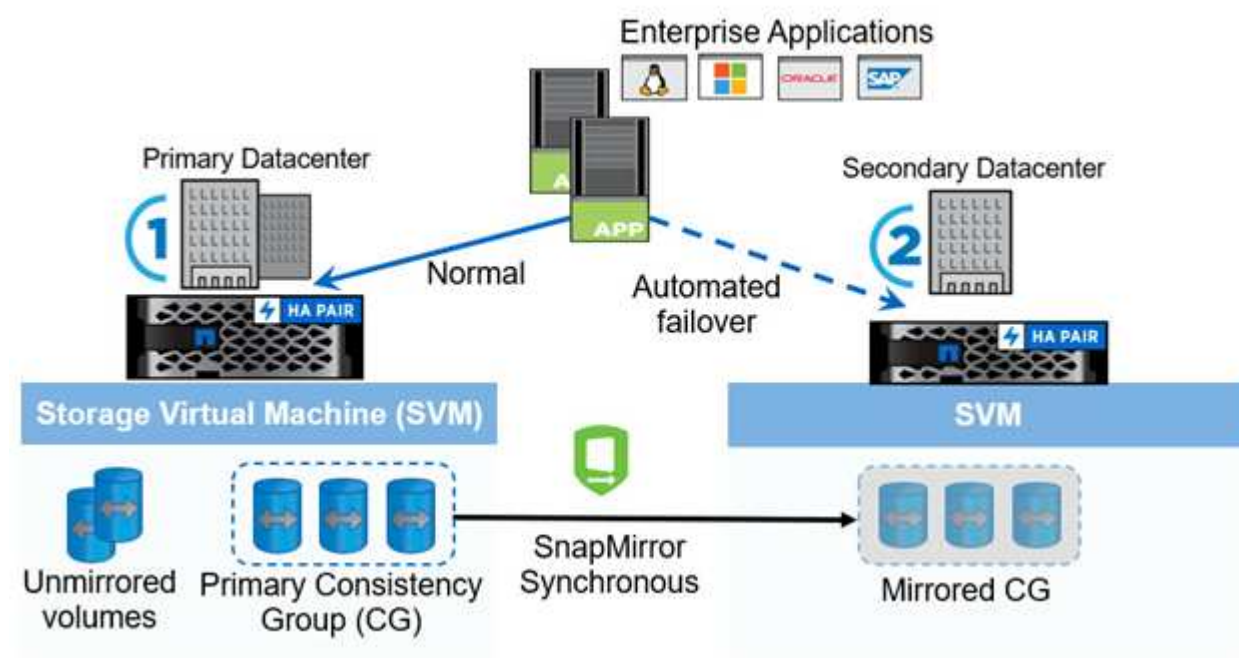 Enterprise Applications
ORACLE
SAP
Primary Datacenter
Secondary Datacenter
1
APP
2
Normal
Automated
failover
HA PAIR
HA PAIR
Storage Virtual Machine (SVM)
SVM
SnapMirror
Synchronous
Unmirrored
volumes
Primary Consistency
Group (CG)
Mirrored CG